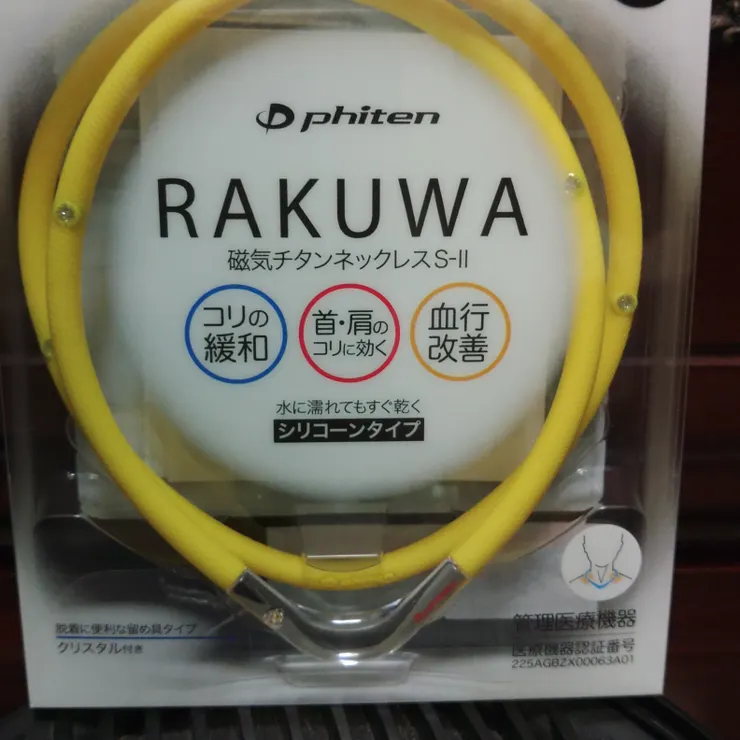 phiten
RAKUWA
磁気チタンネックレスS-II
コリの
緩和
首・肩の
コリに効く
血行
改善
水に濡れてもすぐ乾く
シリコーンタイプ
脱着に便利な留め具タイプ
クリスタル付き
管理医療機器
医療機器認証番号
225AGBZX00063A01